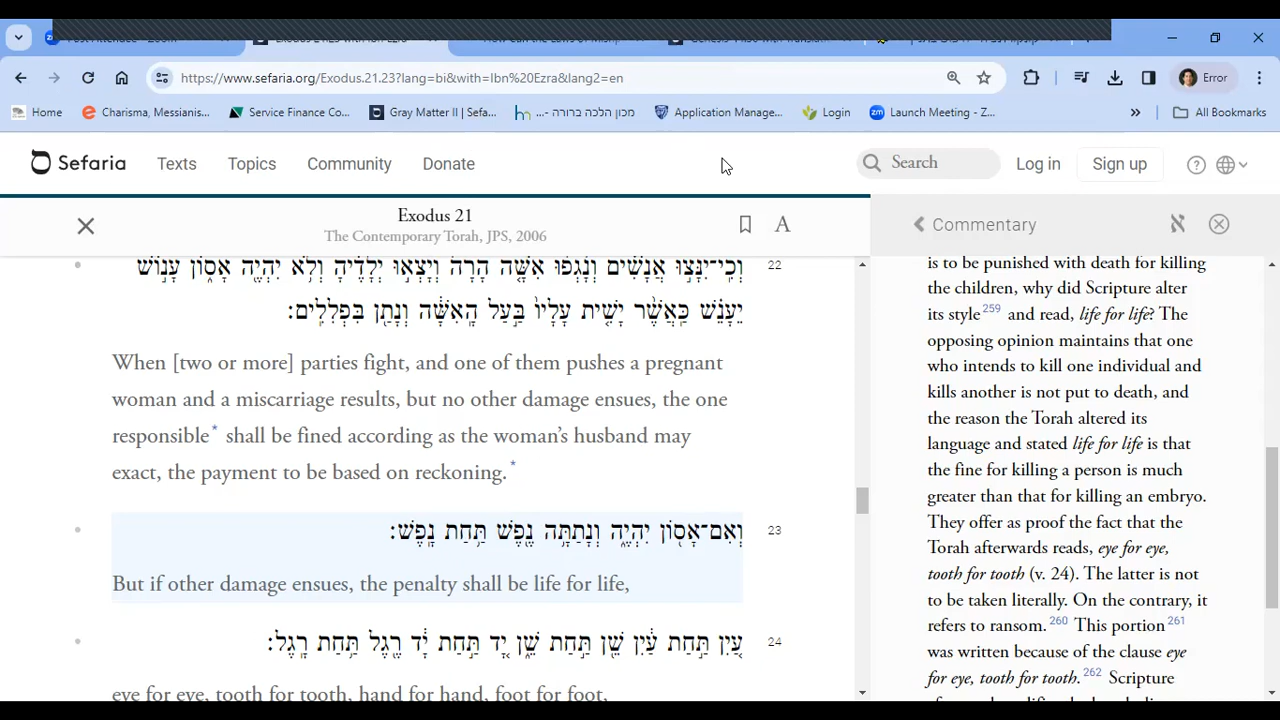 https://www.sefaria.org/Exodus.21.23?lang=bi&with=Ibn%20Ezra&lang2=en
Error
Home
Charisma, Messianis...
Service Finance Co...
Gray Matter II | Sefa...
מכון הלכה ברורה -...
Application Manage...
Login
Launch Meeting - Z...
»
All Bookmarks
Sefaria
Texts
Topics
Community
Donate
Search
Log in
Sign up
Exodus 21
The Contemporary Torah, JPS, 2006
A
22
וְכִֽי־יִנָּצ֣וּ אֲנָשִׁ֗ים וְנָ֨גְפ֜וּ אִשָּׁ֤ה הָרָה֙ וְיָצְא֣וּ יְלָדֶ֔יהָ וְלֹ֥א יִהְיֶ֖ה אָס֑וֹן עָנ֣וֹשׁ
יֵעָנֵ֗שׁ כַּֽאֲשֶׁ֨ר יָשִׁ֤ית עָלָיו֙ בַּ֣עַל הָֽאִשָּׁ֔ה וְנָתַ֖ן בִּפְלִלִֽים׃
When [two or more] parties fight, and one of them pushes a pregnant
woman and a miscarriage results, but no other damage ensues, the one
responsible* shall be fined according as the woman’s husband may
exact, the payment to be based on reckoning.*
23
וְאִם־אָס֖וֹן יִהְיֶ֑ה וְנָתַתָּ֥ה נֶ֖פֶשׁ תַּ֥חַת נָֽפֶשׁ׃
But if other damage ensues, the penalty shall be life for life,
24
עַ֚יִן תַּ֣חַת עַ֔יִן שֵׁ֖ן תַּ֣חַת שֵׁ֑ן יָ֚ד תַּ֣חַת יָ֔ד רֶ֖גֶל תַּ֥חַת רָֽגֶל׃
eye for eye, tooth for tooth, hand for hand, foot for foot,
Commentary
is to be punished with death for killing
the children, why did Scripture alter
its style 259 and read, life for life? The
opposing opinion maintains that one
who intends to kill one individual and
kills another is not put to death, and
the reason the Torah altered its
language and stated life for life is that
the fine for killing a person is much
greater than that for killing an embryo.
They offer as proof the fact that the
Torah afterwards reads, eye for eye,
tooth for tooth (v. 24). The latter is not
to be taken literally. On the contrary, it
refers to ransom. 260 This portion 261
was written because of the clause eye
for eye, tooth for tooth. 262 Scripture